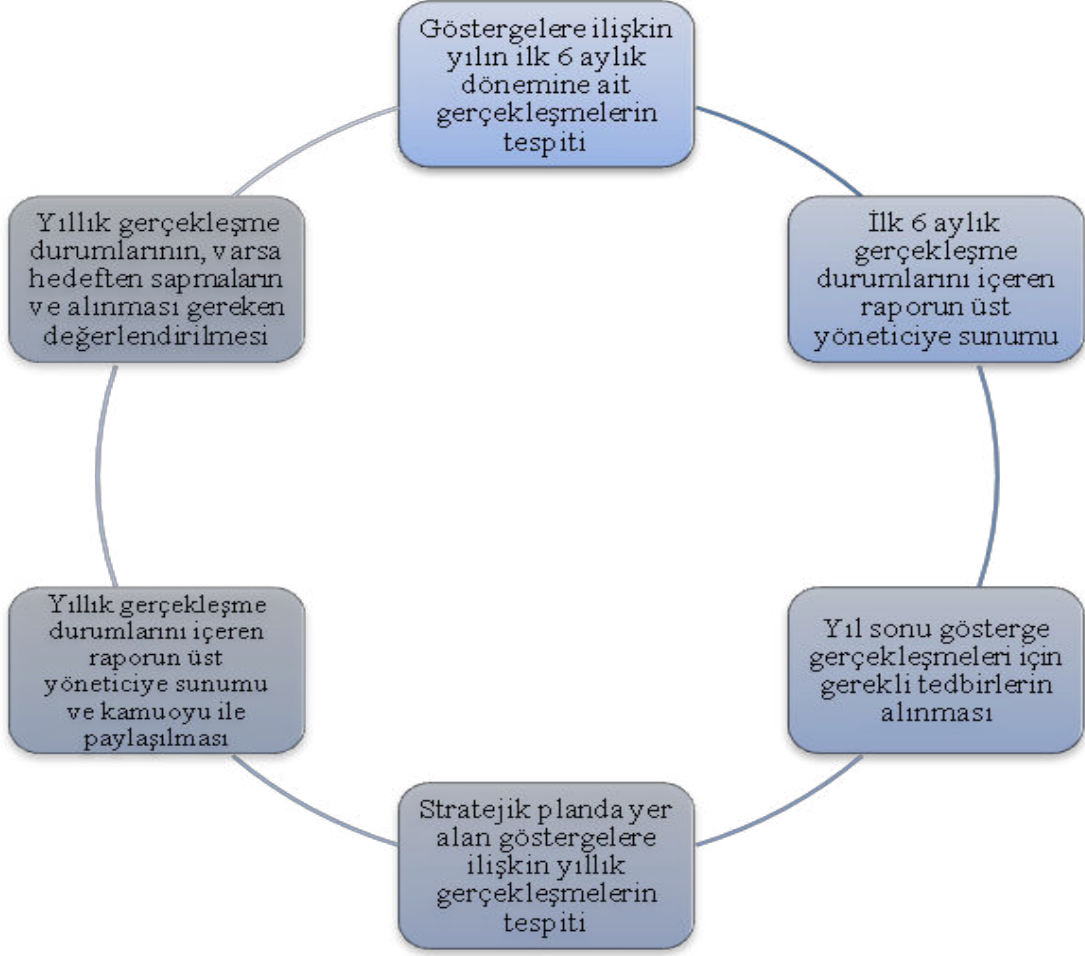 Göstergelere ilişkin
yılın ilk 6 aylık
dönemine ait
gerçekleşmelerin
tespiti
İlk 6 aylık
gerçekleşme
durumlarını içeren
raporun üst
yöneticiye sunumu
Yıl sonu gösterge
gerçekleşmeleri için
gerekli tedbirlerin
alınması
Stratejik planda yer
alan göstergelere
ilişkin yıllık
gerçekleşmelerin
tespiti
Yıllık gerçekleşme
durumlarını içeren
raporun üst
yöneticiye sunumu
ve kamuoyu ile
paylaşılması
Yıllık gerçekleşme
durumlarının, varsa
hedeften sapmaların
ve alınması gereken
değerlendirilmesi